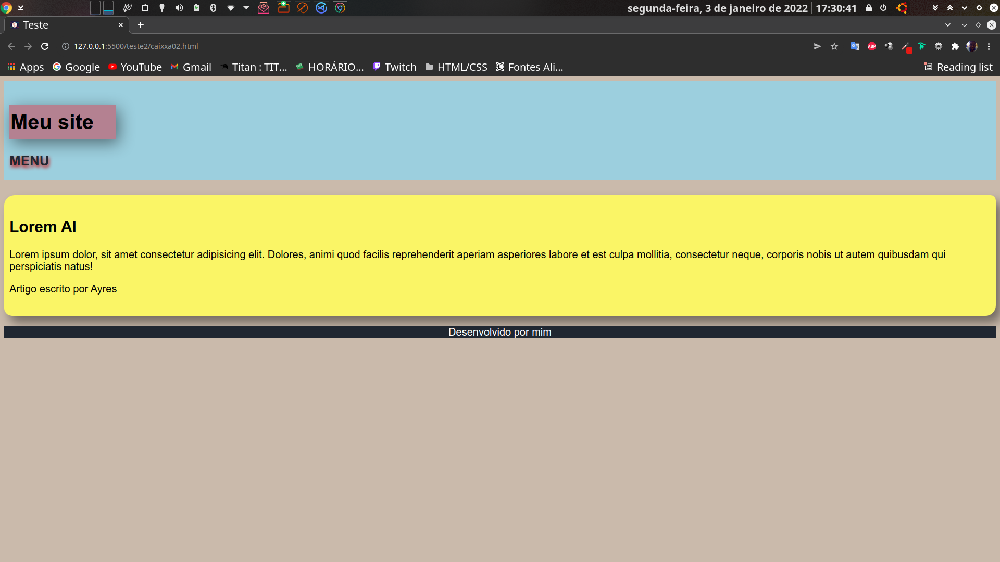 segunda-feira, 3 de janeiro de 2022 17:30:41
Teste
127.0.0.1:5500/teste2/caixxa02.html
ABP
Apps Google YouTube Gmail Titan : TIT... HORÁRIO... Twitch HTML/CSS Fontes Ali... Reading list
Meu site
MENU
Lorem AI
Lorem ipsum dolor, sit amet consectetur adipisicing elit. Dolores, animi quod facilis reprehenderit aperiam asperiores labore et est culpa mollitia, consectetur neque, corporis nobis ut autem quibusdam qui
perspiciatis natus!
Artigo escrito por Ayres
Desenvolvido por mim